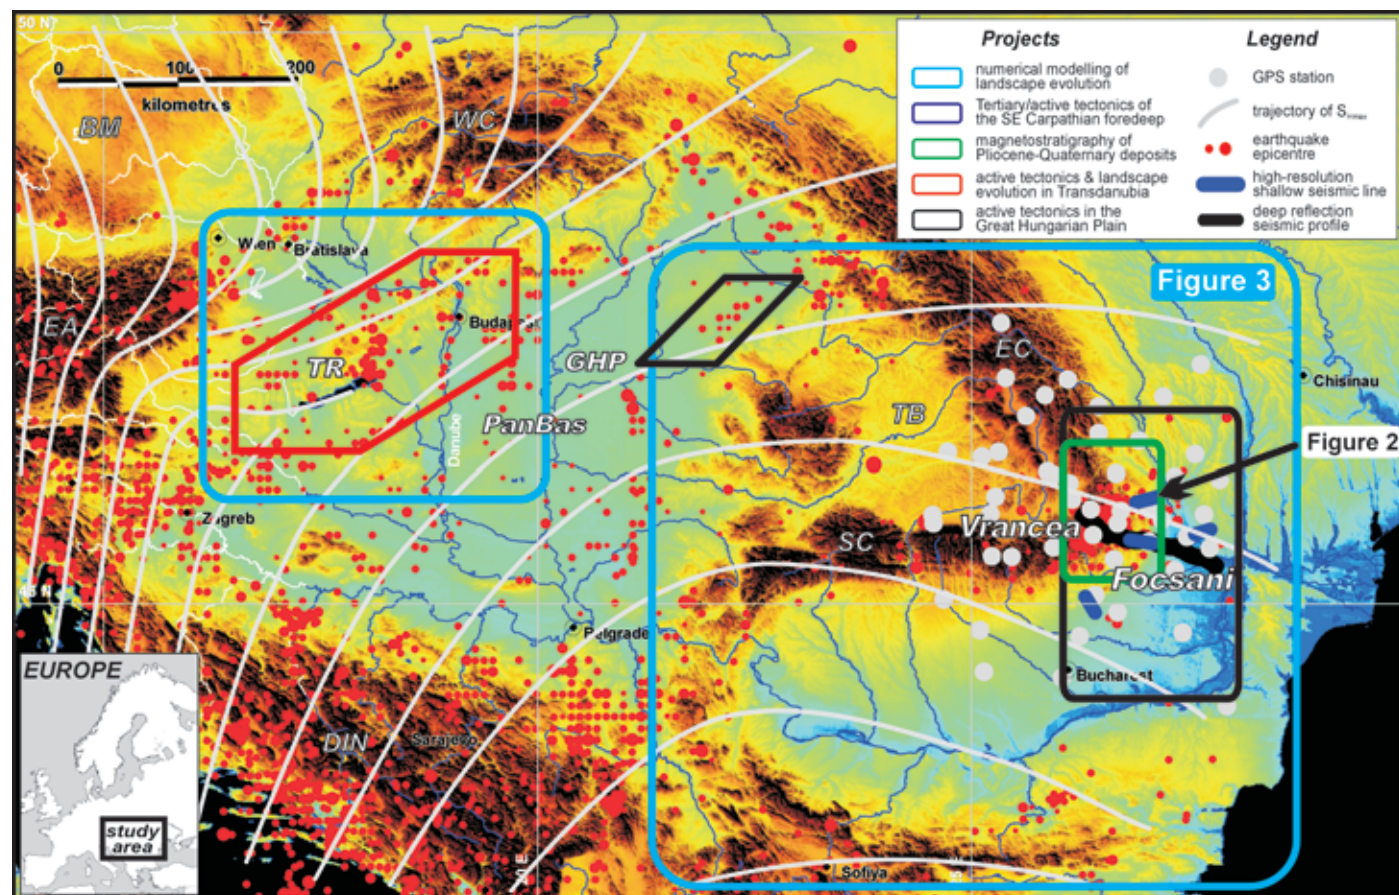 50 N
0 100 200
kilometres
BM
WC
Projects
Legend
numerical modelling of
landscape evolution
Tertiary/active tectonics of
the SE Carpathian foredeep
magnetostratigraphy of
Pliocene-Quaternary deposits
active tectonics & landscape
evolution in Transdanubia
active tectonics in the
Great Hungarian Plain
GPS station
trajectory of S
earthquake
epicentre
high-resolution
shallow seismic line
deep reflection
seismic profile
Wien
Bratislava
Figure 3
EA
Budapest
TR
GHP
EC
Chisinau
PanBas
TB
Danube
Figure 2
Zagreb
Vrancea
SC
Focsani
45 N
Belgrade
Bucharest
EUROPE
DIN
Sarajevo
study
area
20 E
25 E
Sofiya